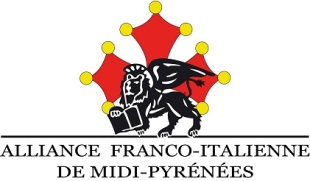 ALLIANCE FRANCO-ITALIENNE
DE MIDI-PYRÉNÉES